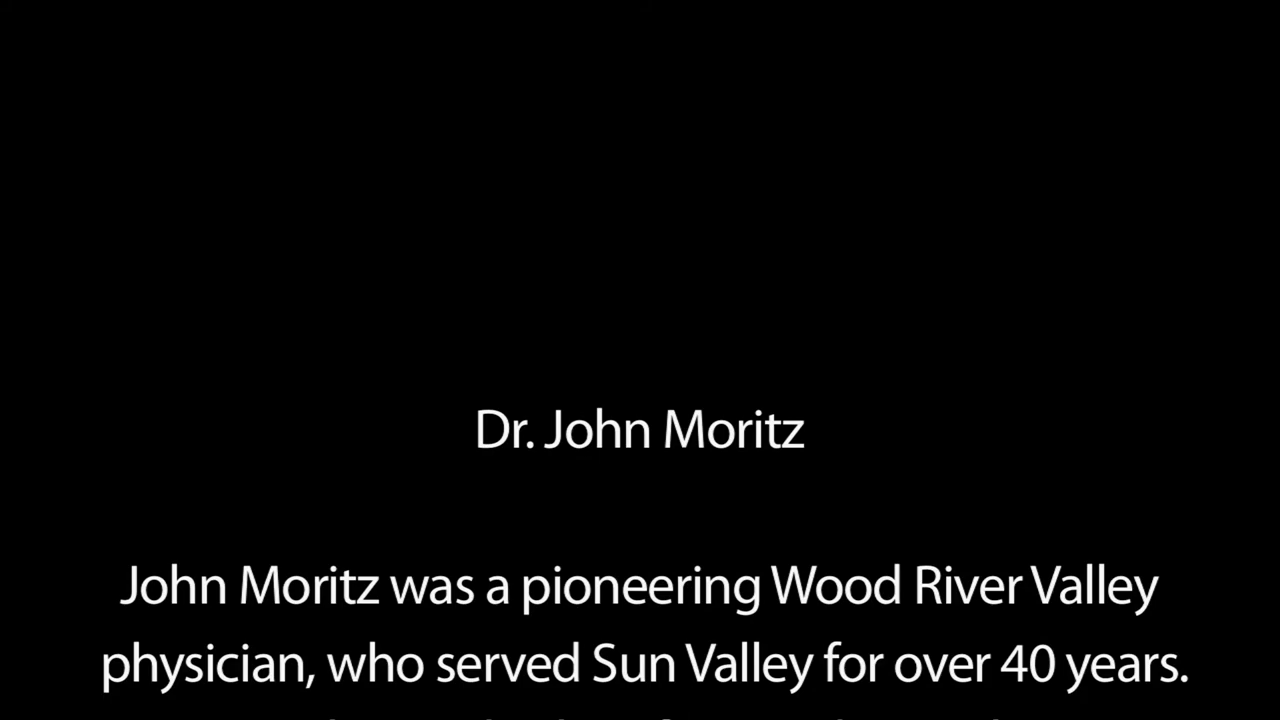 Dr. John Moritz
John Moritz was a pioneering Wood River Valley
physician, who served Sun Valley for over 40 years.